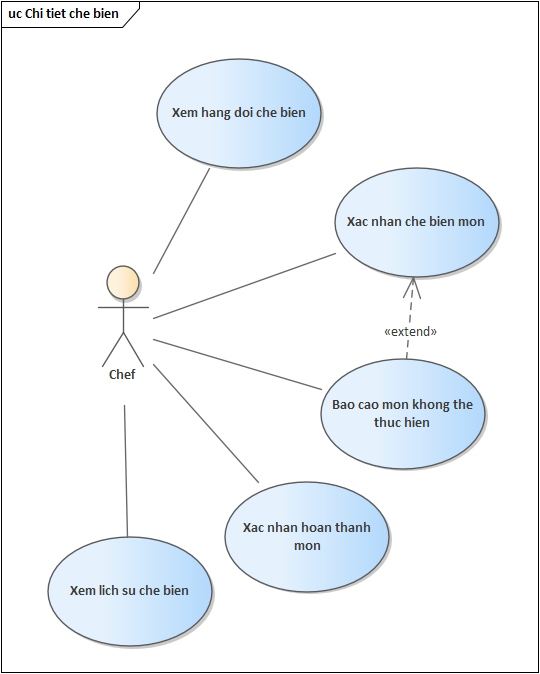 uc Chi tiet che bien
Xem hang doi che bien
Xac nhan che bien mon
«extend»
Chef
Bao cao mon khong the
thuc hien
Xac nhan hoan thanh
mon
Xem lich su che bien